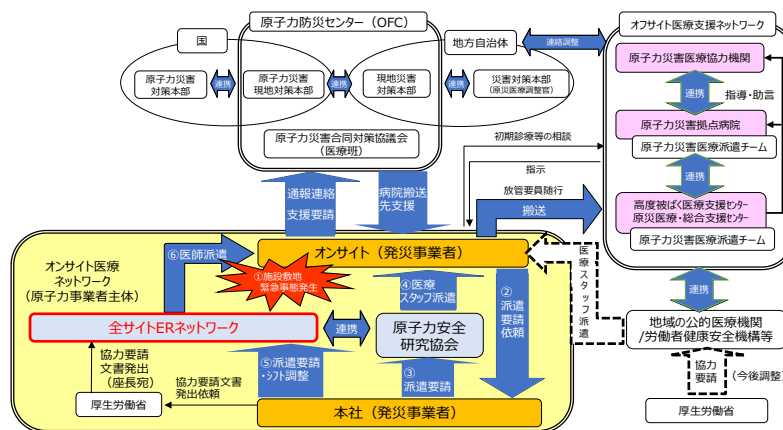 原子力防災センター（OFC）
国
地方自治体
連絡調整
原子力災害
対策本部
連携
原子力災害
現地対策本部
連携
現地災害
対策本部
連携
災害対策本部
(原災医療調整官)
原子力災害合同対策協議会
（医療班）
オフサイト医療支援ネットワーク
原子力災害医療協力機関
連携
指導・助言
原子力災害拠点病院
原子力災害医療派遣チーム
連携
高度被ばく医療支援センター
原災医療・総合支援センター
原子力災害医療派遣チーム
初期診療等の相談
指示
通報連絡
支援要請
病院搬送
先支援
放管要員随行
搬送
オンサイト医療
ネットワーク
（原子力事業者主体）
⑥医師派遣
オンサイト（発災事業者）
①施設敷地
緊急事態発生
④医療
スタッフ派遣
②
派遣
要請
依頼
医療スタッフ派遣
全サイトERネットワーク
連携
原子力安全
研究協会
連携
地域の公的医療機関
/労働者健康安全機構等
協力要請
文書発出
（座長宛）
協力要請文書
発出依頼
⑤派遣要請
・シフト調整
③
派遣要請
協力
要請
（今後調整）
厚生労働省
本社（発災事業者）
厚生労働省